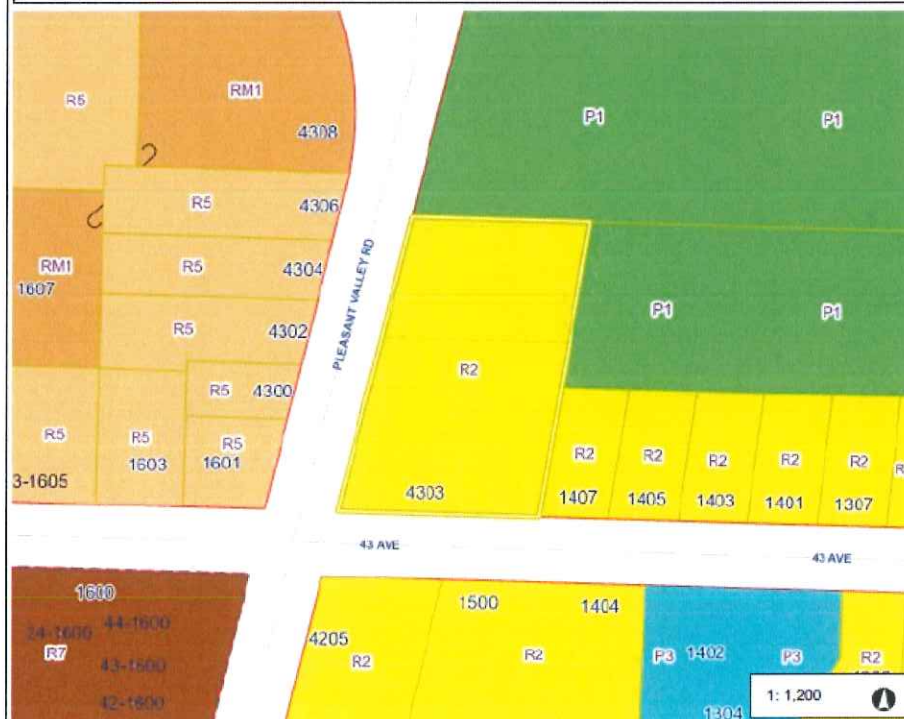 R5
RM1
P1
P1
4308
R5
4306
PLEASANT VALLEY RD
R5
4304
RM1
1607
P1
P1
R5
4302
R2
R5
4300
R5
R5
1603
R5
1601
3-1605
4303
R2
1407
R2
1405
R2
1403
R2
1401
R2
1307
43 AVE
43 AVE
1600
24-1600
44-1600
R7
43-1600
42-1600
4205
R2
1500
R2
1404
P3
1402
P3
R2
1304
1: 1,200